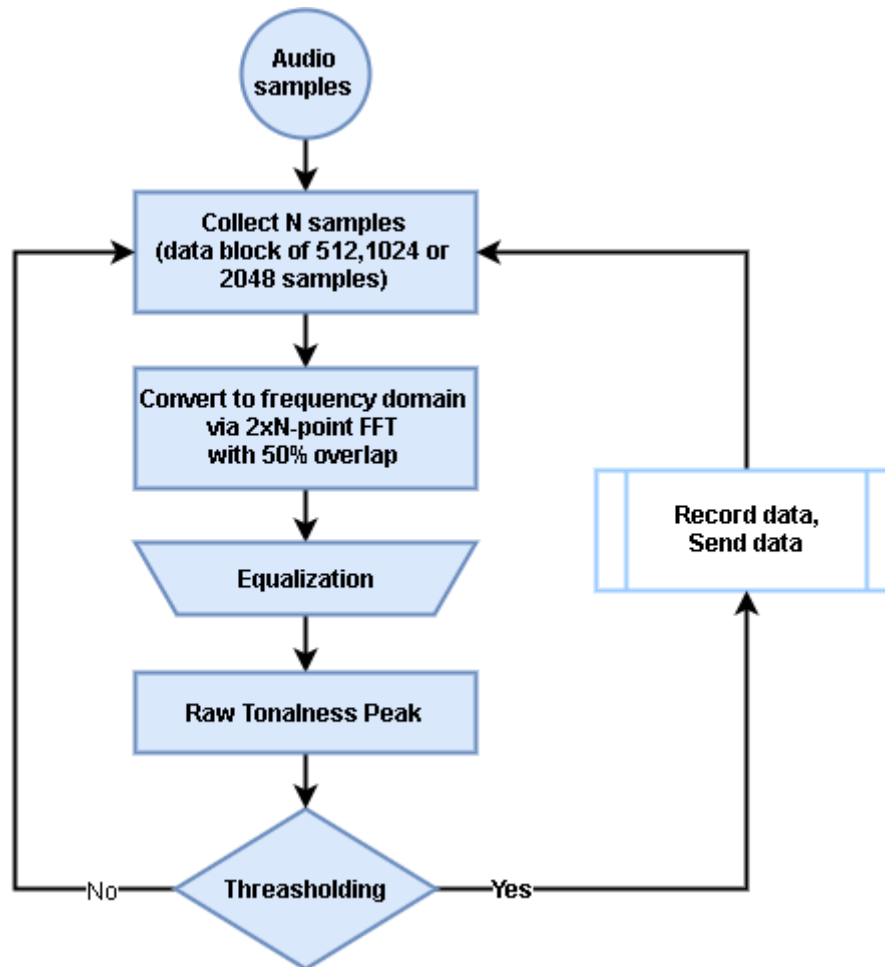 Audio
samples
Collect N samples
(data block of 512,1024 or
2048 samples)
Convert to frequency domain
via 2xN-point FFT
with 50% overlap
Equalization
Record data,
Send data
Raw Tonalness Peak
Threasholding
No
Yes